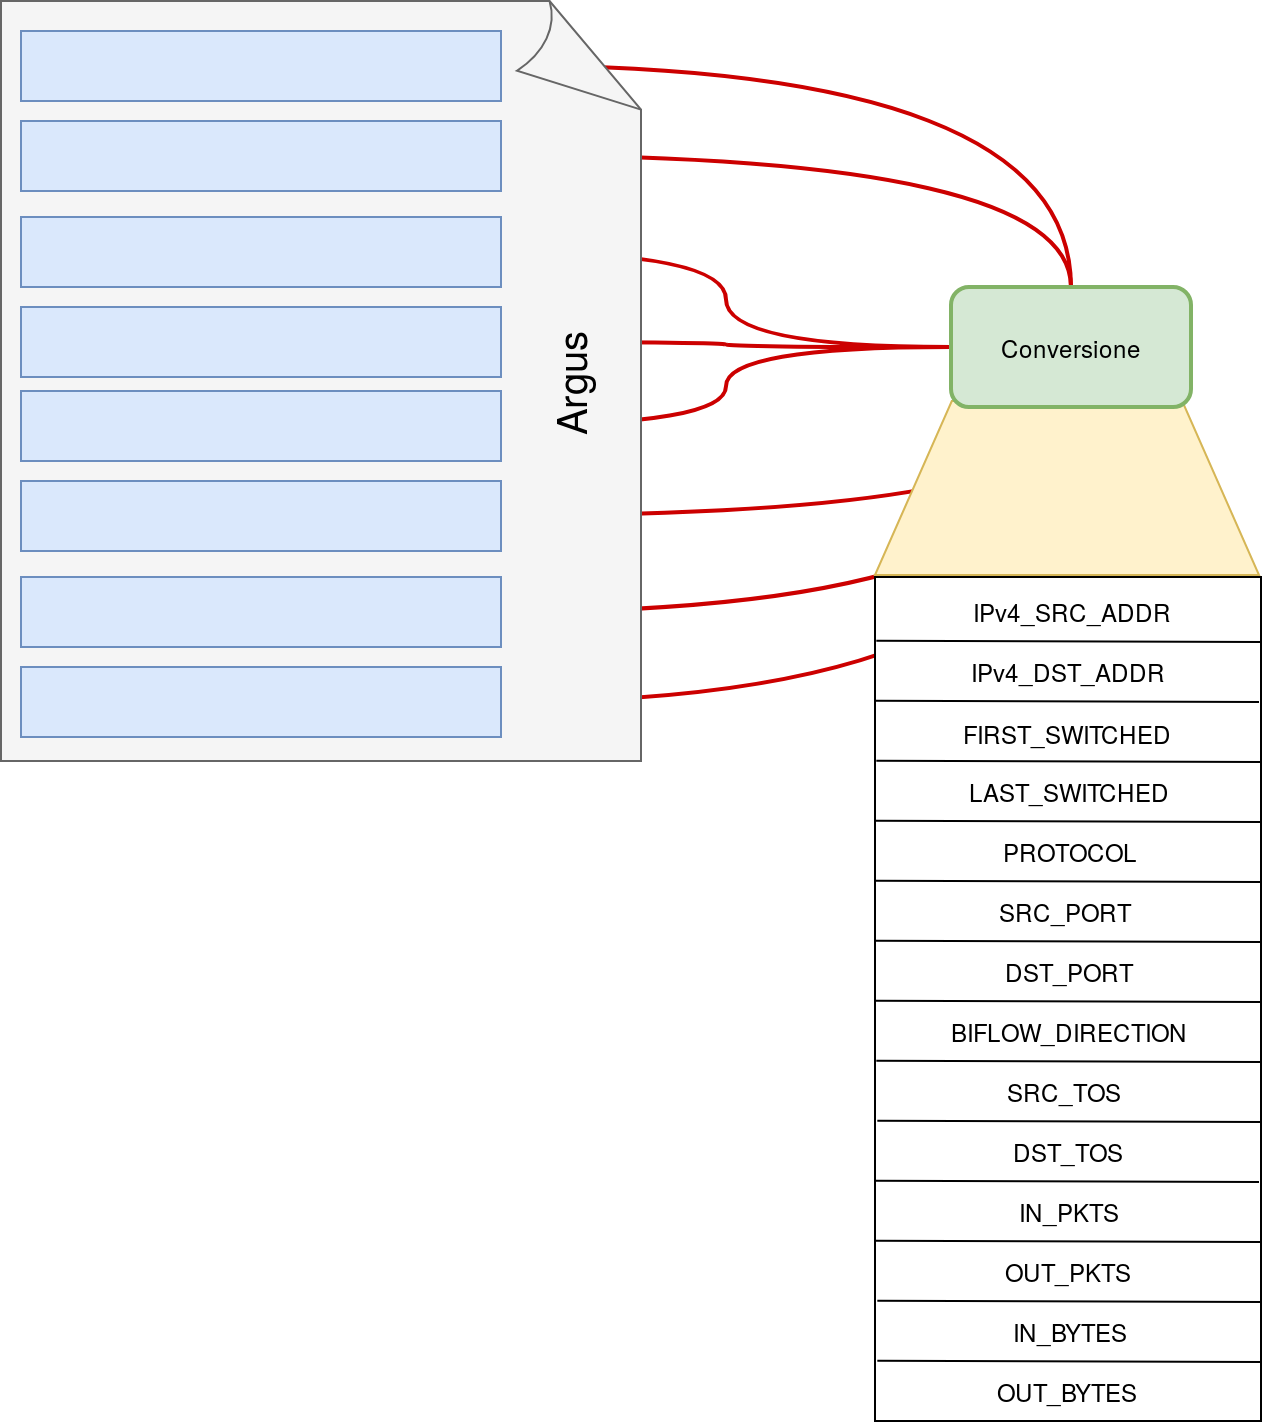 Argus
Conversione
IPv4_SRC_ADDR
IPv4_DST_ADDR
FIRST_SWITCHED
LAST_SWITCHED
PROTOCOL
SRC_PORT
DST_PORT
BIFLOW_DIRECTION
SRC_TOS
DST_TOS
IN_PKTS
OUT_PKTS
IN_BYTES
OUT_BYTES